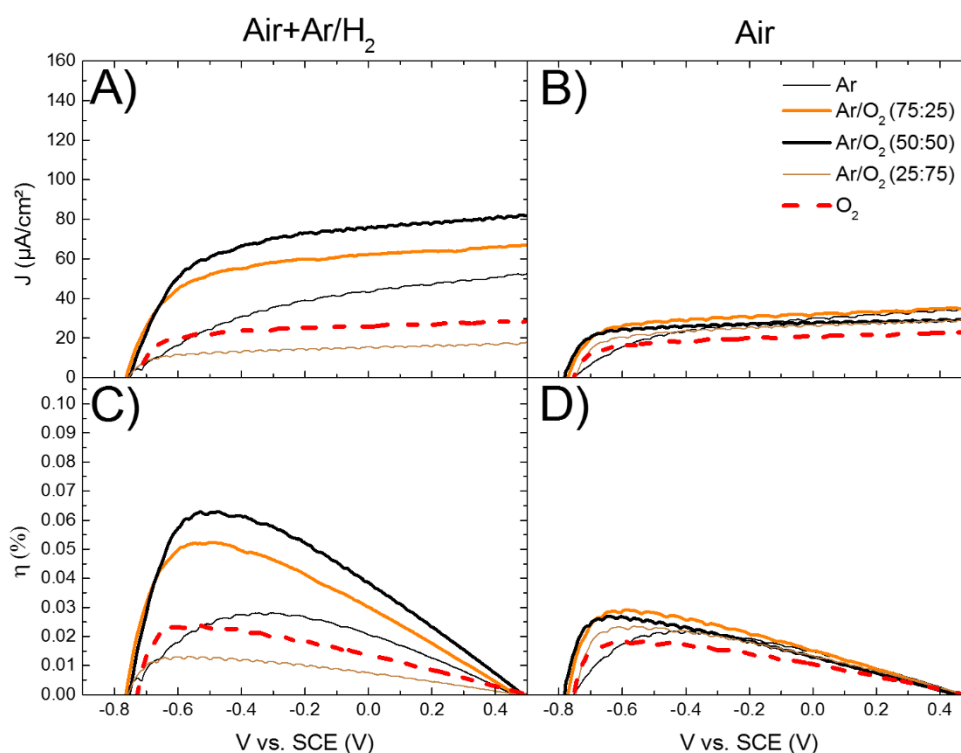 Air+Ar/H₂
Air
160
140
120
100
80
60
40
20
0
J (µA/cm²)
A)
B)
Ar
Ar/O₂ (75:25)
Ar/O₂ (50:50)
Ar/O₂ (25:75)
O₂
0.10
0.09
0.08
0.07
0.06
0.05
0.04
0.03
0.02
0.01
0.00
η (%)
C)
D)
-0.8 -0.6 -0.4 -0.2 0.0 0.2 0.4
-0.8 -0.6 -0.4 -0.2 0.0 0.2 0.4
V vs. SCE (V)
V vs. SCE (V)